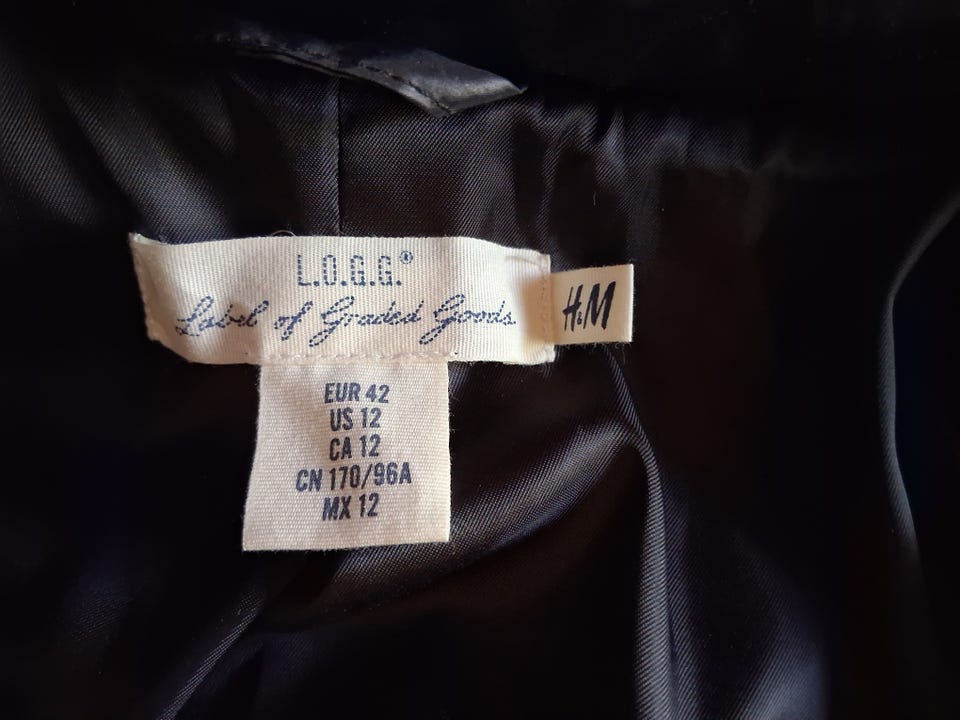 L.O.G.G.®
Label of Graded Goods
H&M
EUR 42
US 12
CA 12
CN 170/96A
MX 12